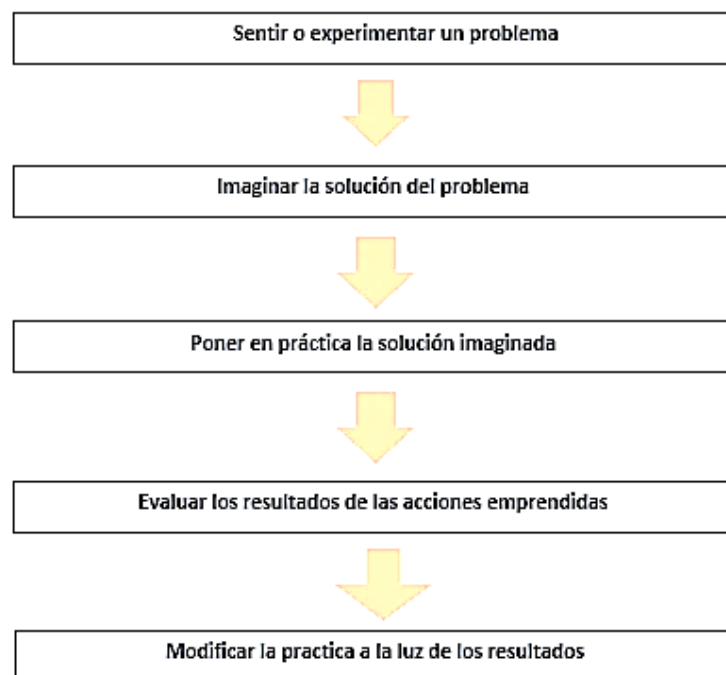 Sentir o experimentar un problema
Imaginar la solución del problema
Poner en práctica la solución imaginada
Evaluar los resultados de las acciones emprendidas
Modificar la practica a la luz de los resultados